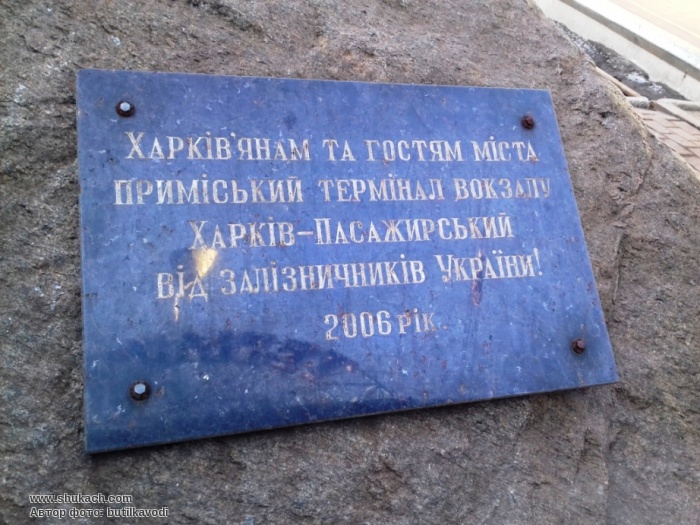 Харків'янам та гостям міста
приміський термінал вокзалу
Харків-Пасажирський
від залізничників України!
2006 рік.
www.shukach.com
Автор фото: butilkavodi